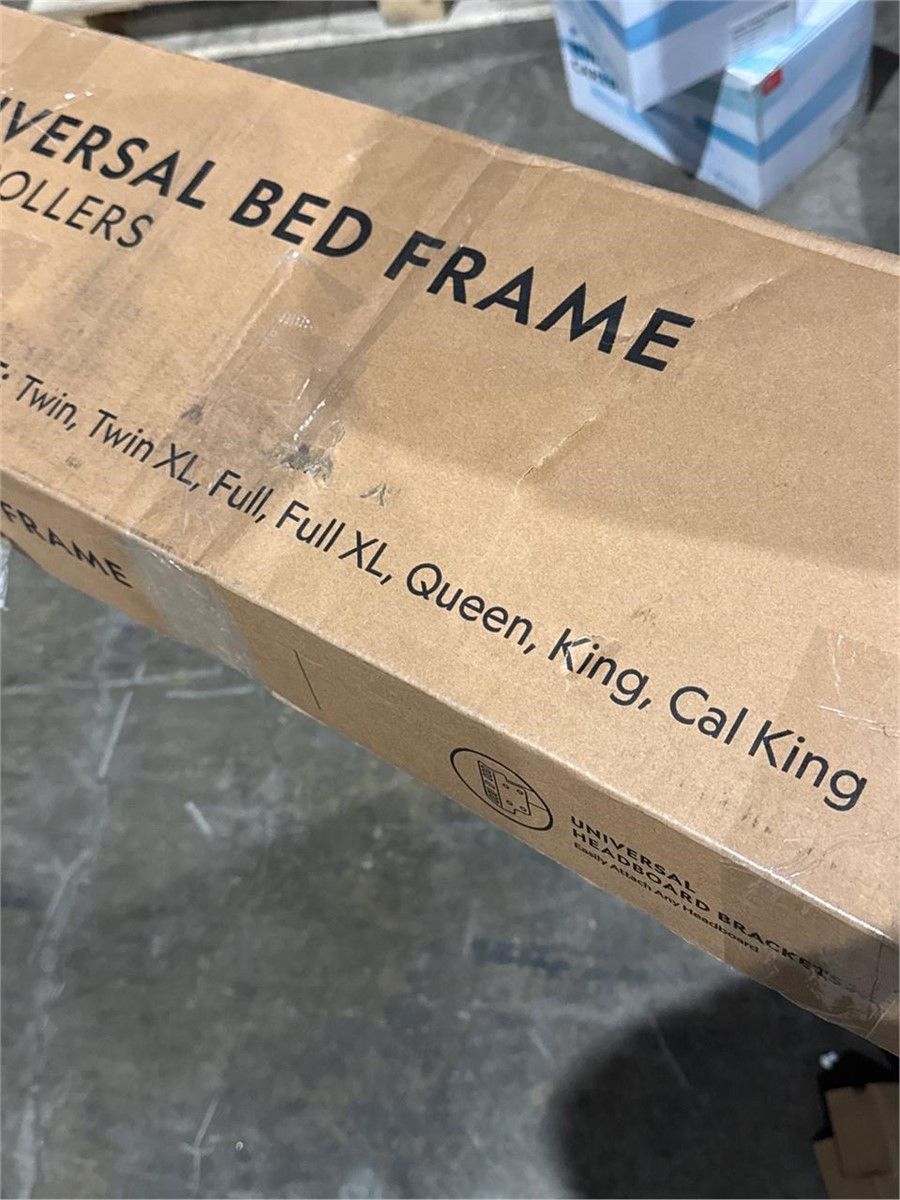 IVERSAL BED FRAME
OLLERS
Twin, Twin XL, Full, Full XL, Queen, King, Cal King
FRAME
UNIVERSAL
HEADBOARD BRACKETS
Easily Attach Any Headboard